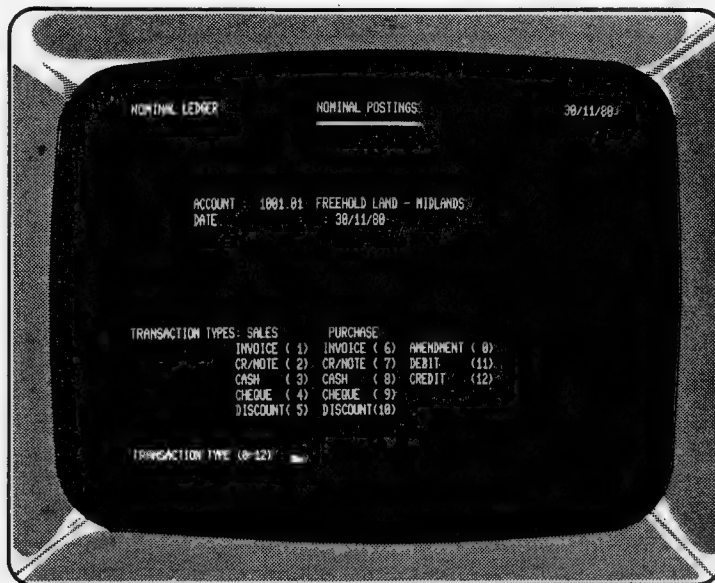 NOMINAL LEDGER NOMINAL POSTINGS 30/11/80
ACCOUNT : 1001.01 FREEHOLD LAND - MIDLANDS
DATE : 30/11/80
TRANSACTION TYPES: SALES PURCHASE
INVOICE ( 1) INVOICE ( 6) AMENDMENT ( 0)
CR/NOTE ( 2) CR/NOTE ( 7) DEBIT (11)
CASH ( 3) CASH ( 8) CREDIT (12)
CHEQUE ( 4) CHEQUE ( 9)
DISCOUNT( 5) DISCOUNT(10)
TRANSACTION TYPE (0-12)